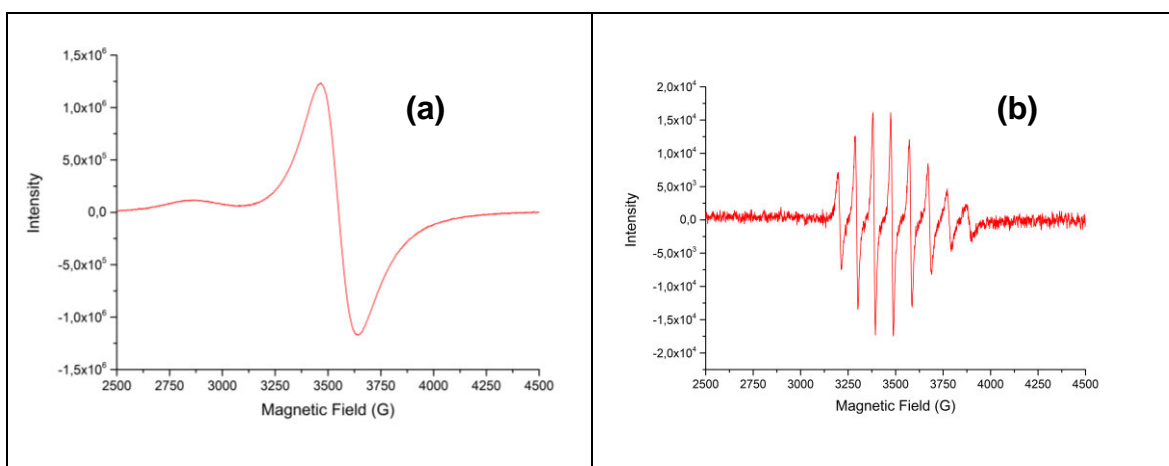 (a)
1,5x10⁶
1,0x10⁶
5,0x10⁵
0,0
-5,0x10⁵
-1,0x10⁶
-1,5x10⁶
Intensity
2500 2750 3000 3250 3500 3750 4000 4250 4500
Magnetic Field (G)
(b)
2,0x10⁴
1,5x10⁴
1,0x10⁴
5,0x10³
0,0
-5,0x10³
-1,0x10⁴
-1,5x10⁴
-2,0x10⁴
Intensity
2500 3000 3250 3500 3750 4000 4250 4500
Magnetic Field (G)